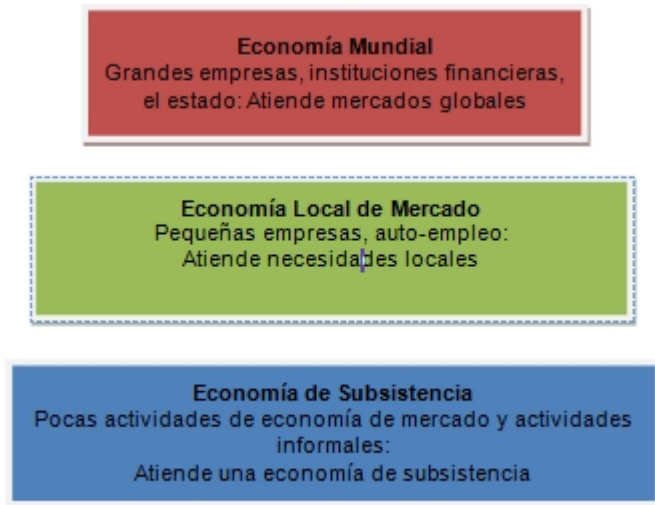 Economía Mundial
Grandes empresas, instituciones financieras,
el estado: Atiende mercados globales
Economía Local de Mercado
Pequeñas empresas, auto-empleo:
Atiende necesidades locales
Economía de Subsistencia
Pocas actividades de economía de mercado y actividades
informales:
Atiende una economía de subsistencia